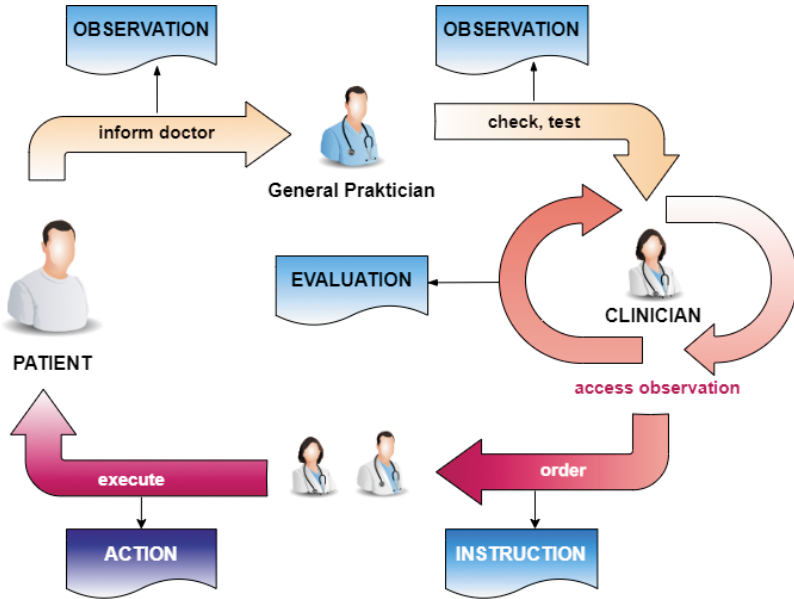 OBSERVATION
OBSERVATION
inform doctor
check, test
General Praktician
EVALUATION
CLINICIAN
PATIENT
access observation
execute
order
ACTION
INSTRUCTION